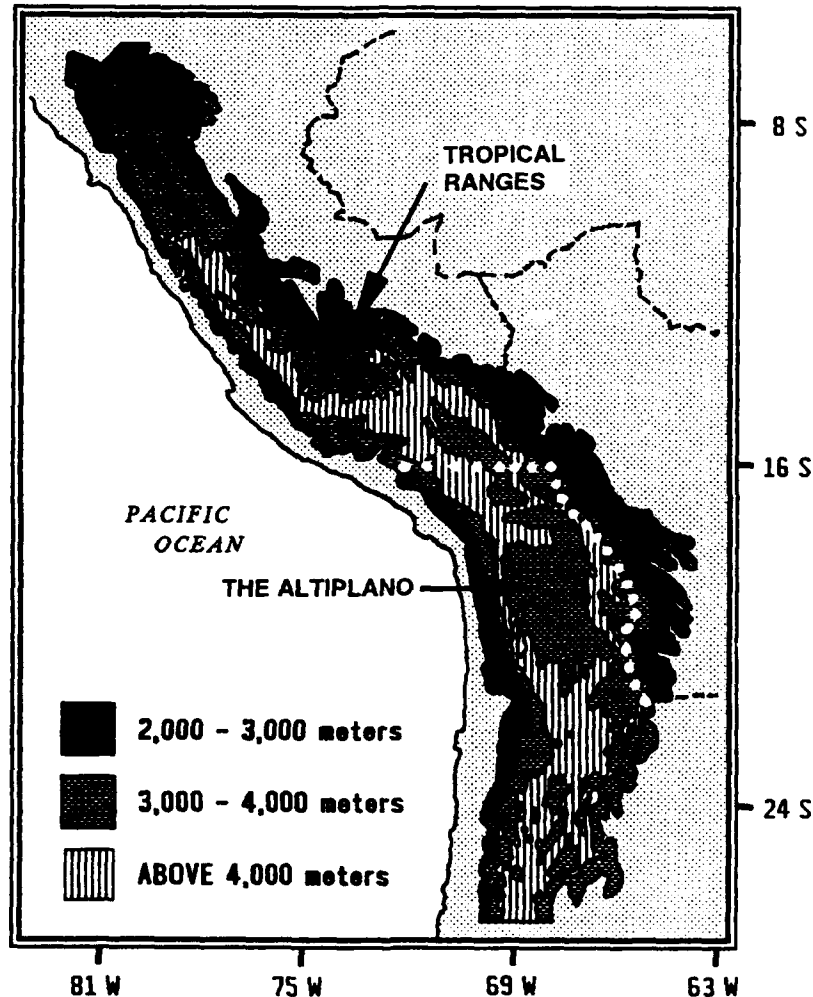 8 S
TROPICAL
RANGES
16 S
PACIFIC
OCEAN
THE ALTIPLANO
2,000 - 3,000 meters
3,000 - 4,000 meters
ABOVE 4,000 meters
24 S
81 W
75 W
69 W
63 W